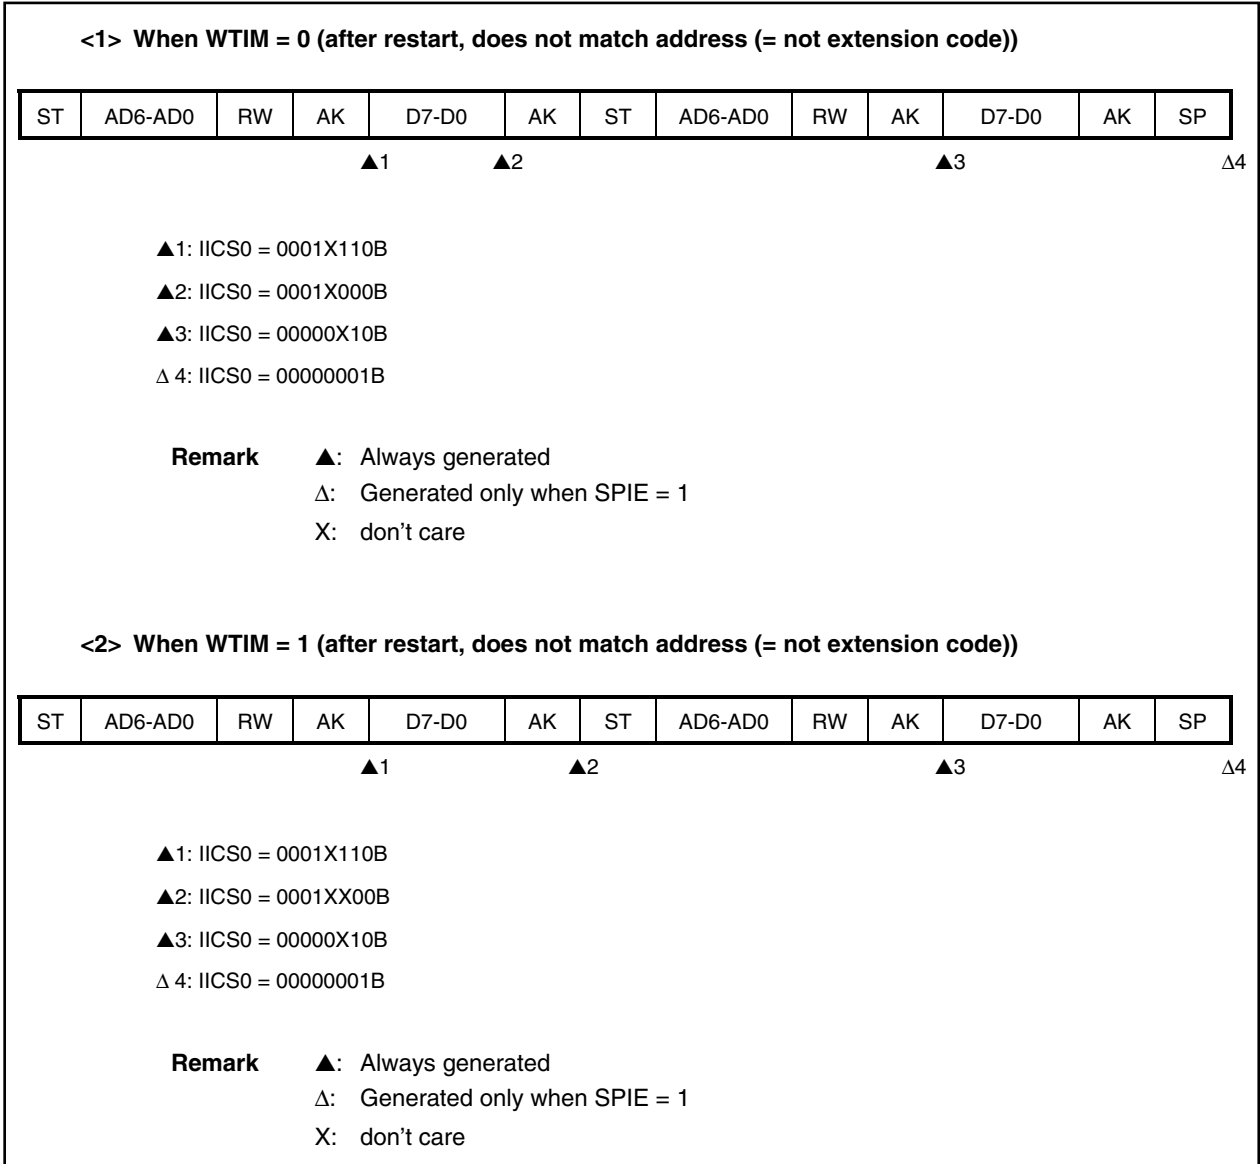 <1> When WTIM = 0 (after restart, does not match address (= not extension code))
ST AD6-AD0 RW AK D7-D0 AK ST AD6-AD0 RW AK D7-D0 AK SP
▲1 ▲2 ▲3 Δ4
▲1: IICS0 = 0001X110B
▲2: IICS0 = 0001X000B
▲3: IICS0 = 00000X10B
Δ 4: IICS0 = 00000001B
Remark ▲: Always generated
Δ: Generated only when SPIE = 1
X: don't care
<2> When WTIM = 1 (after restart, does not match address (= not extension code))
ST AD6-AD0 RW AK D7-D0 AK ST AD6-AD0 RW AK D7-D0 AK SP
▲1 ▲2 ▲3 Δ4
▲1: IICS0 = 0001X110B
▲2: IICS0 = 0001XX00B
▲3: IICS0 = 00000X10B
Δ 4: IICS0 = 00000001B
Remark ▲: Always generated
Δ: Generated only when SPIE = 1
X: don't care